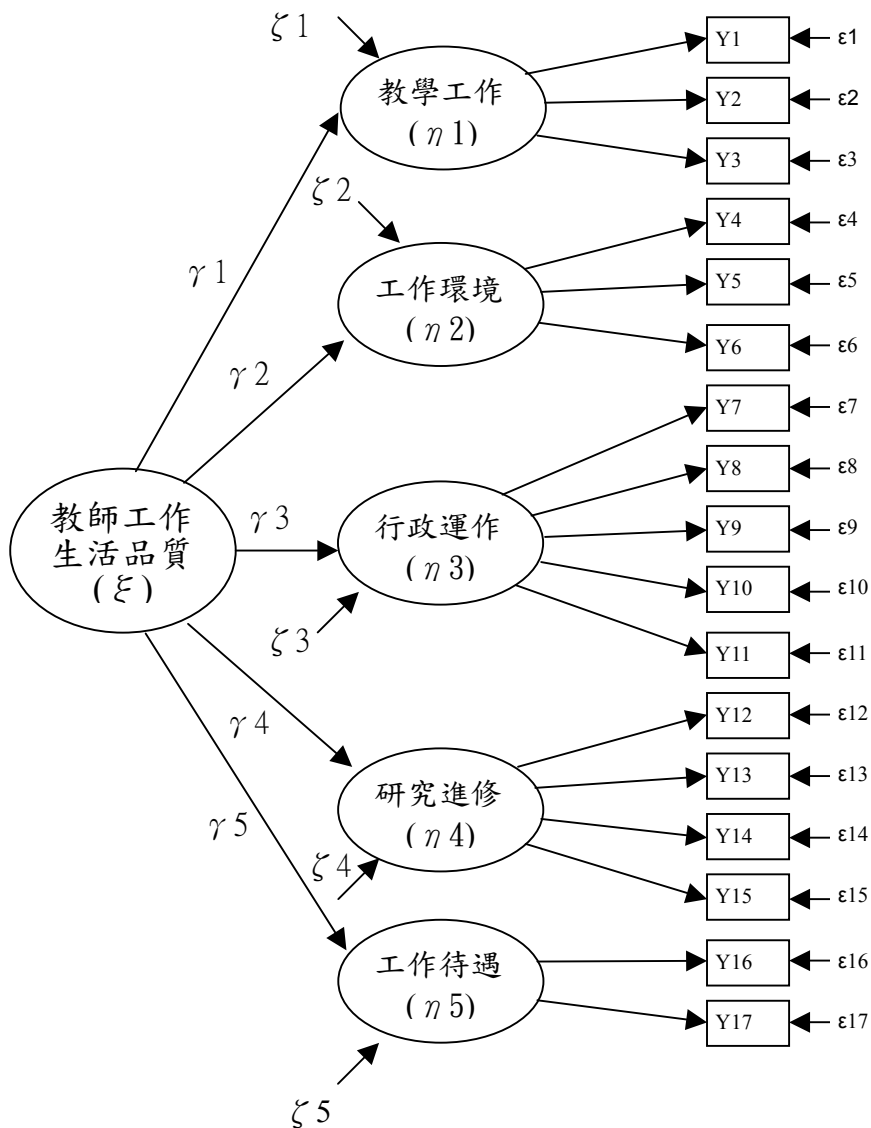 ζ1
教學工作
(η1)
Y1
ε1
Y2
ε2
Y3
ε3
ζ2
工作環境
(η2)
Y4
ε4
Y5
ε5
Y6
ε6
γ1
γ2
教師工作
生活品質
(ξ)
γ3
行政運作
(η3)
ζ3
Y7
ε7
Y8
ε8
Y9
ε9
Y10
ε10
Y11
ε11
γ4
研究進修
(η4)
ζ4
Y12
ε12
Y13
ε13
Y14
ε14
Y15
ε15
γ5
工作待遇
(η5)
ζ5
Y16
ε16
Y17
ε17